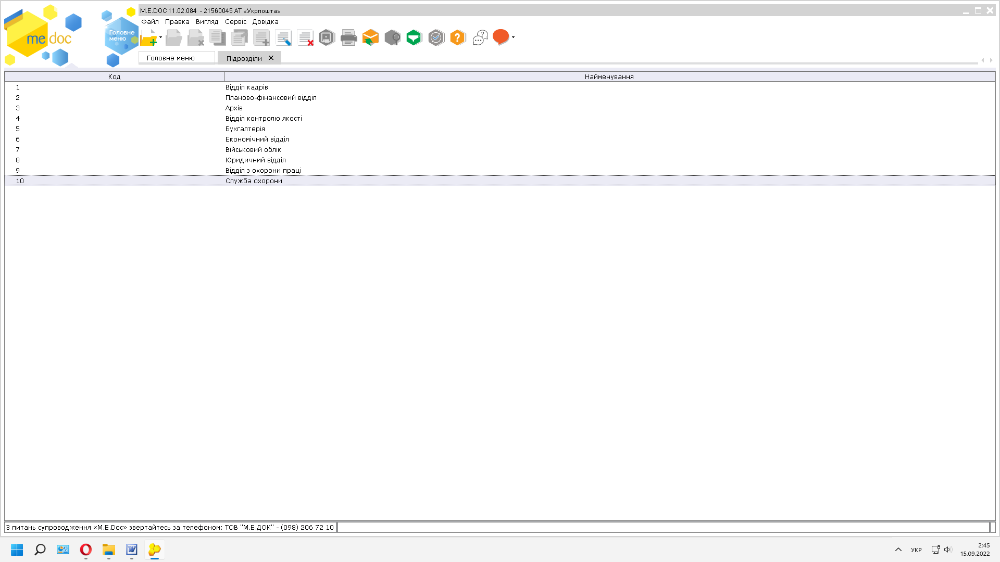 me doc
Головне
меню
M.E.DOC 11.02.084 - 21560045 АТ «Укрпошта»
Файл Правка Вигляд Сервіс Довідка
Головне меню Підрозділи
Код Найменування
1 Відділ кадрів
2 Планово-фінансовий відділ
3 Архів
4 Відділ контролю якості
5 Бухгалтерія
6 Економічний відділ
7 Військовий облік
8 Юридичний відділ
9 Відділ з охорони праці
10 Служба охорони
З питань супроводження «M.E.Doc» звертайтесь за телефоном: ТОВ "М.Е.ДОК" - (098) 206 72 10
УКР
2:45
15.09.2022